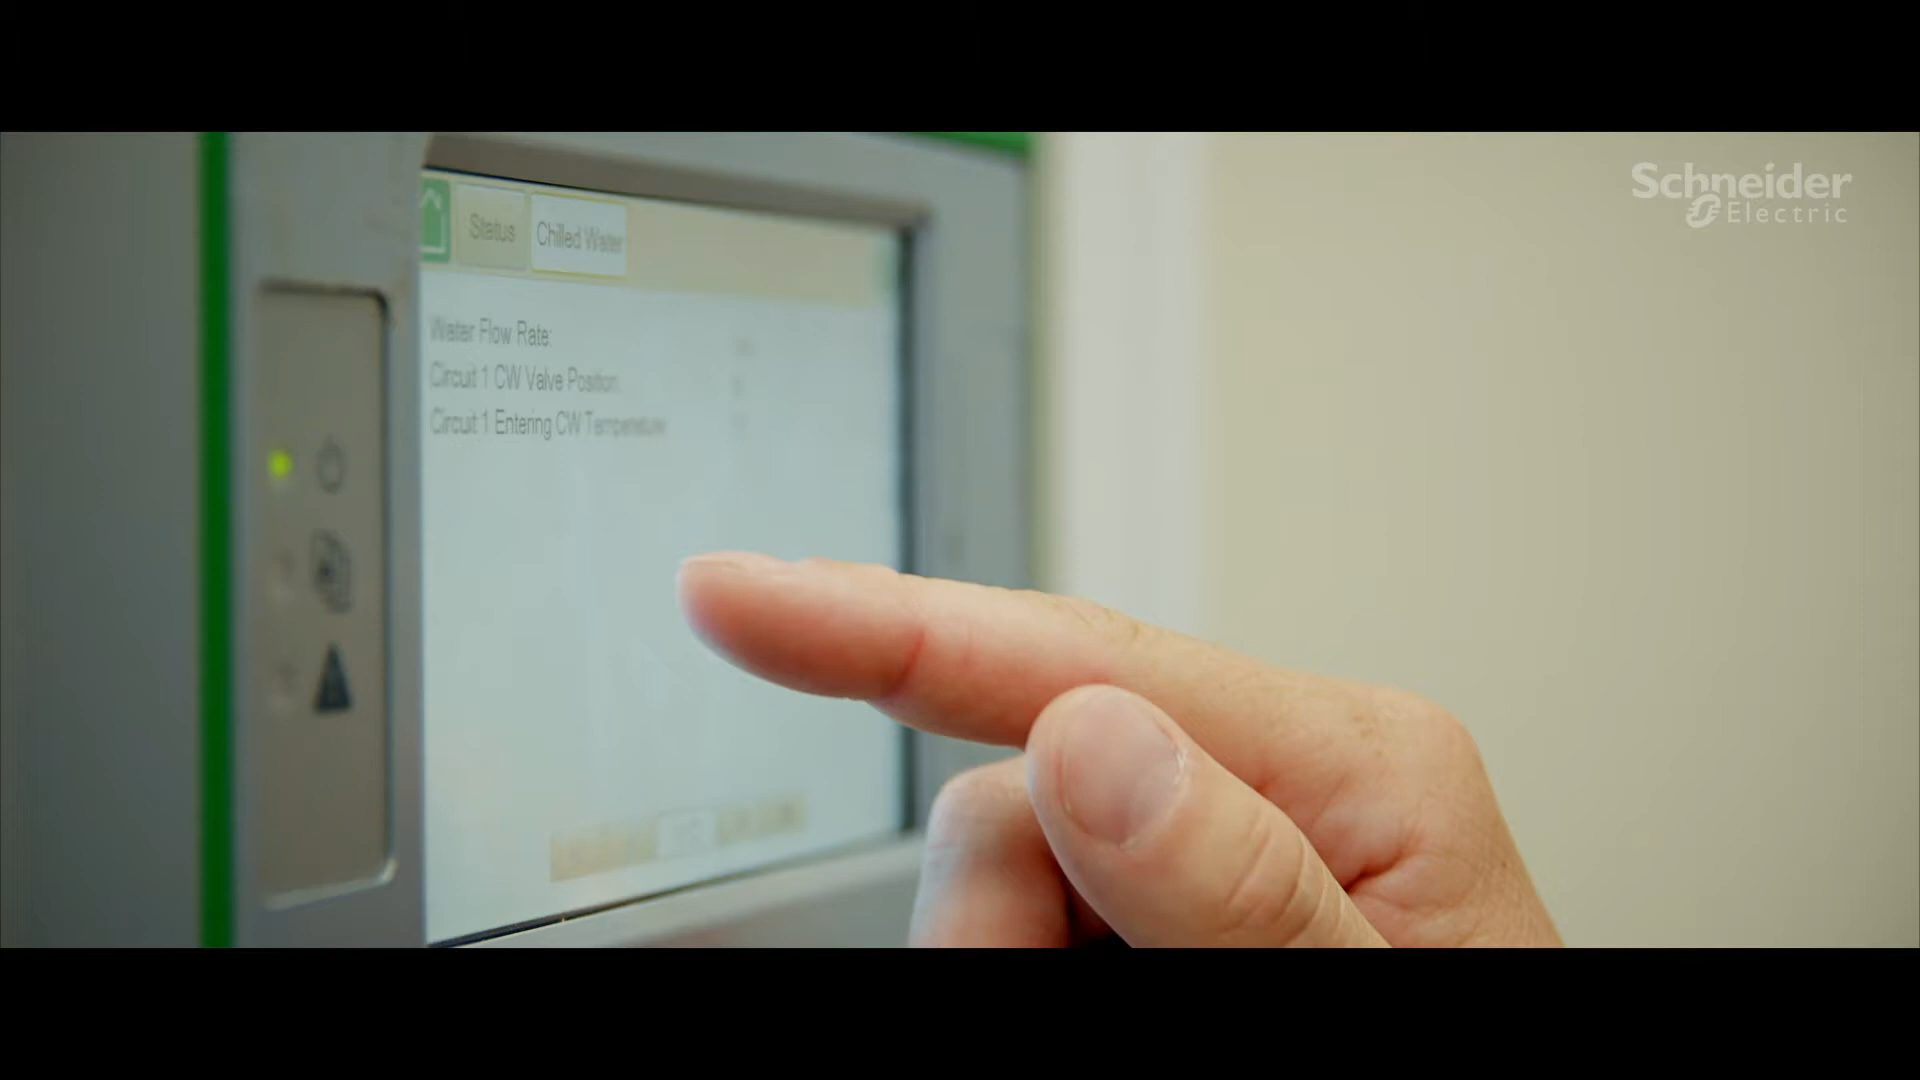 Schneider
Electric
Status
Chilled Water
Water Flow Rate:
Circuit 1 CW Valve Position:
Circuit 1 Entering CW Temperature